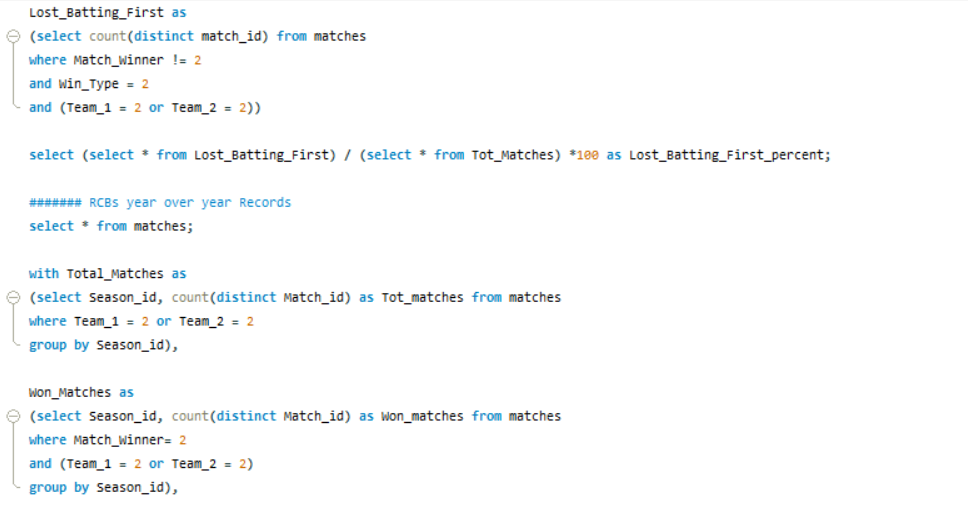 Lost_Batting_First as
(select count(distinct match_id) from matches
where Match_Winner != 2
and Win_Type = 2
and (Team_1 = 2 or Team_2 = 2))
select (select * from Lost_Batting_First) / (select * from Tot_Matches) *100 as Lost_Batting_First_percent;
####### RCBs year over year Records
select * from matches;
with Total_Matches as
(select Season_id, count(distinct Match_id) as Tot_matches from matches
where Team_1 = 2 or Team_2 = 2
group by Season_id),
Won_Matches as
(select Season_id, count(distinct Match_id) as Won_matches from matches
where Match_Winner= 2
and (Team_1 = 2 or Team_2 = 2)
group by Season_id),